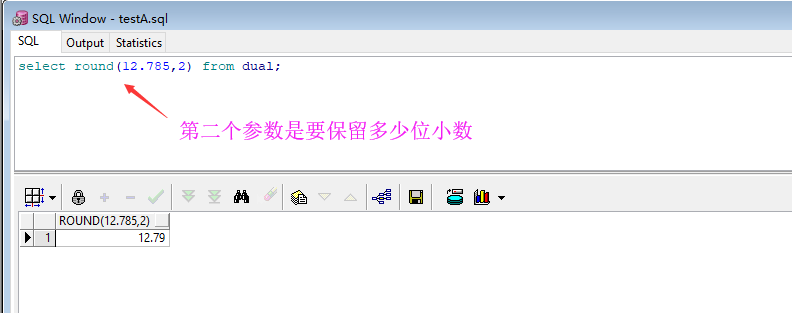 SQL Window - testA.sql
SQL Output Statistics
select round(12.785,2) from dual;
第二个参数是要保留多少位小数
ROUND(12.785,2)
1 12.79